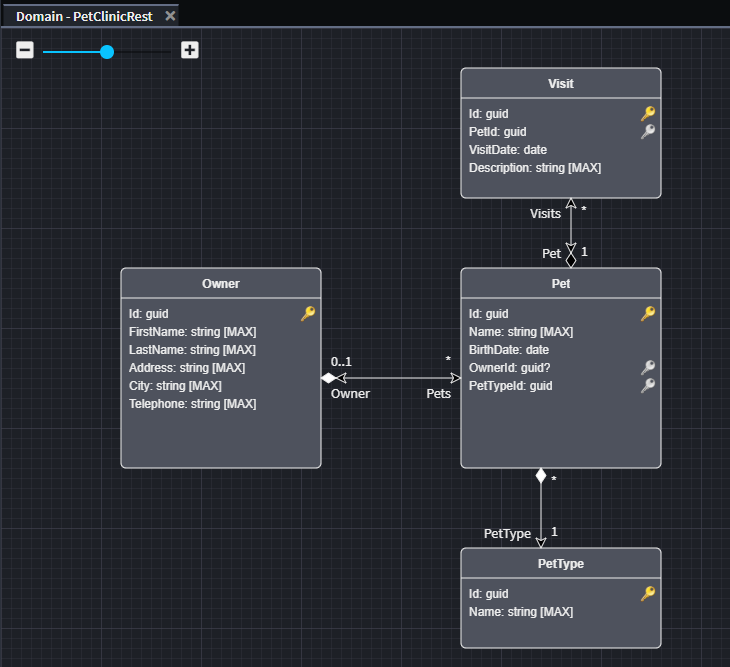 Domain - PetClinicRest
Visit
Id: guid
PetId: guid
VisitDate: date
Description: string [MAX]
Visits *
Pet 1
Owner
Id: guid
FirstName: string [MAX]
LastName: string [MAX]
Address: string [MAX]
City: string [MAX]
Telephone: string [MAX]
0..1 *
Owner Pets
Pet
Id: guid
Name: string [MAX]
BirthDate: date
OwnerId: guid?
PetTypeId: guid
*
PetType 1
PetType
Id: guid
Name: string [MAX]